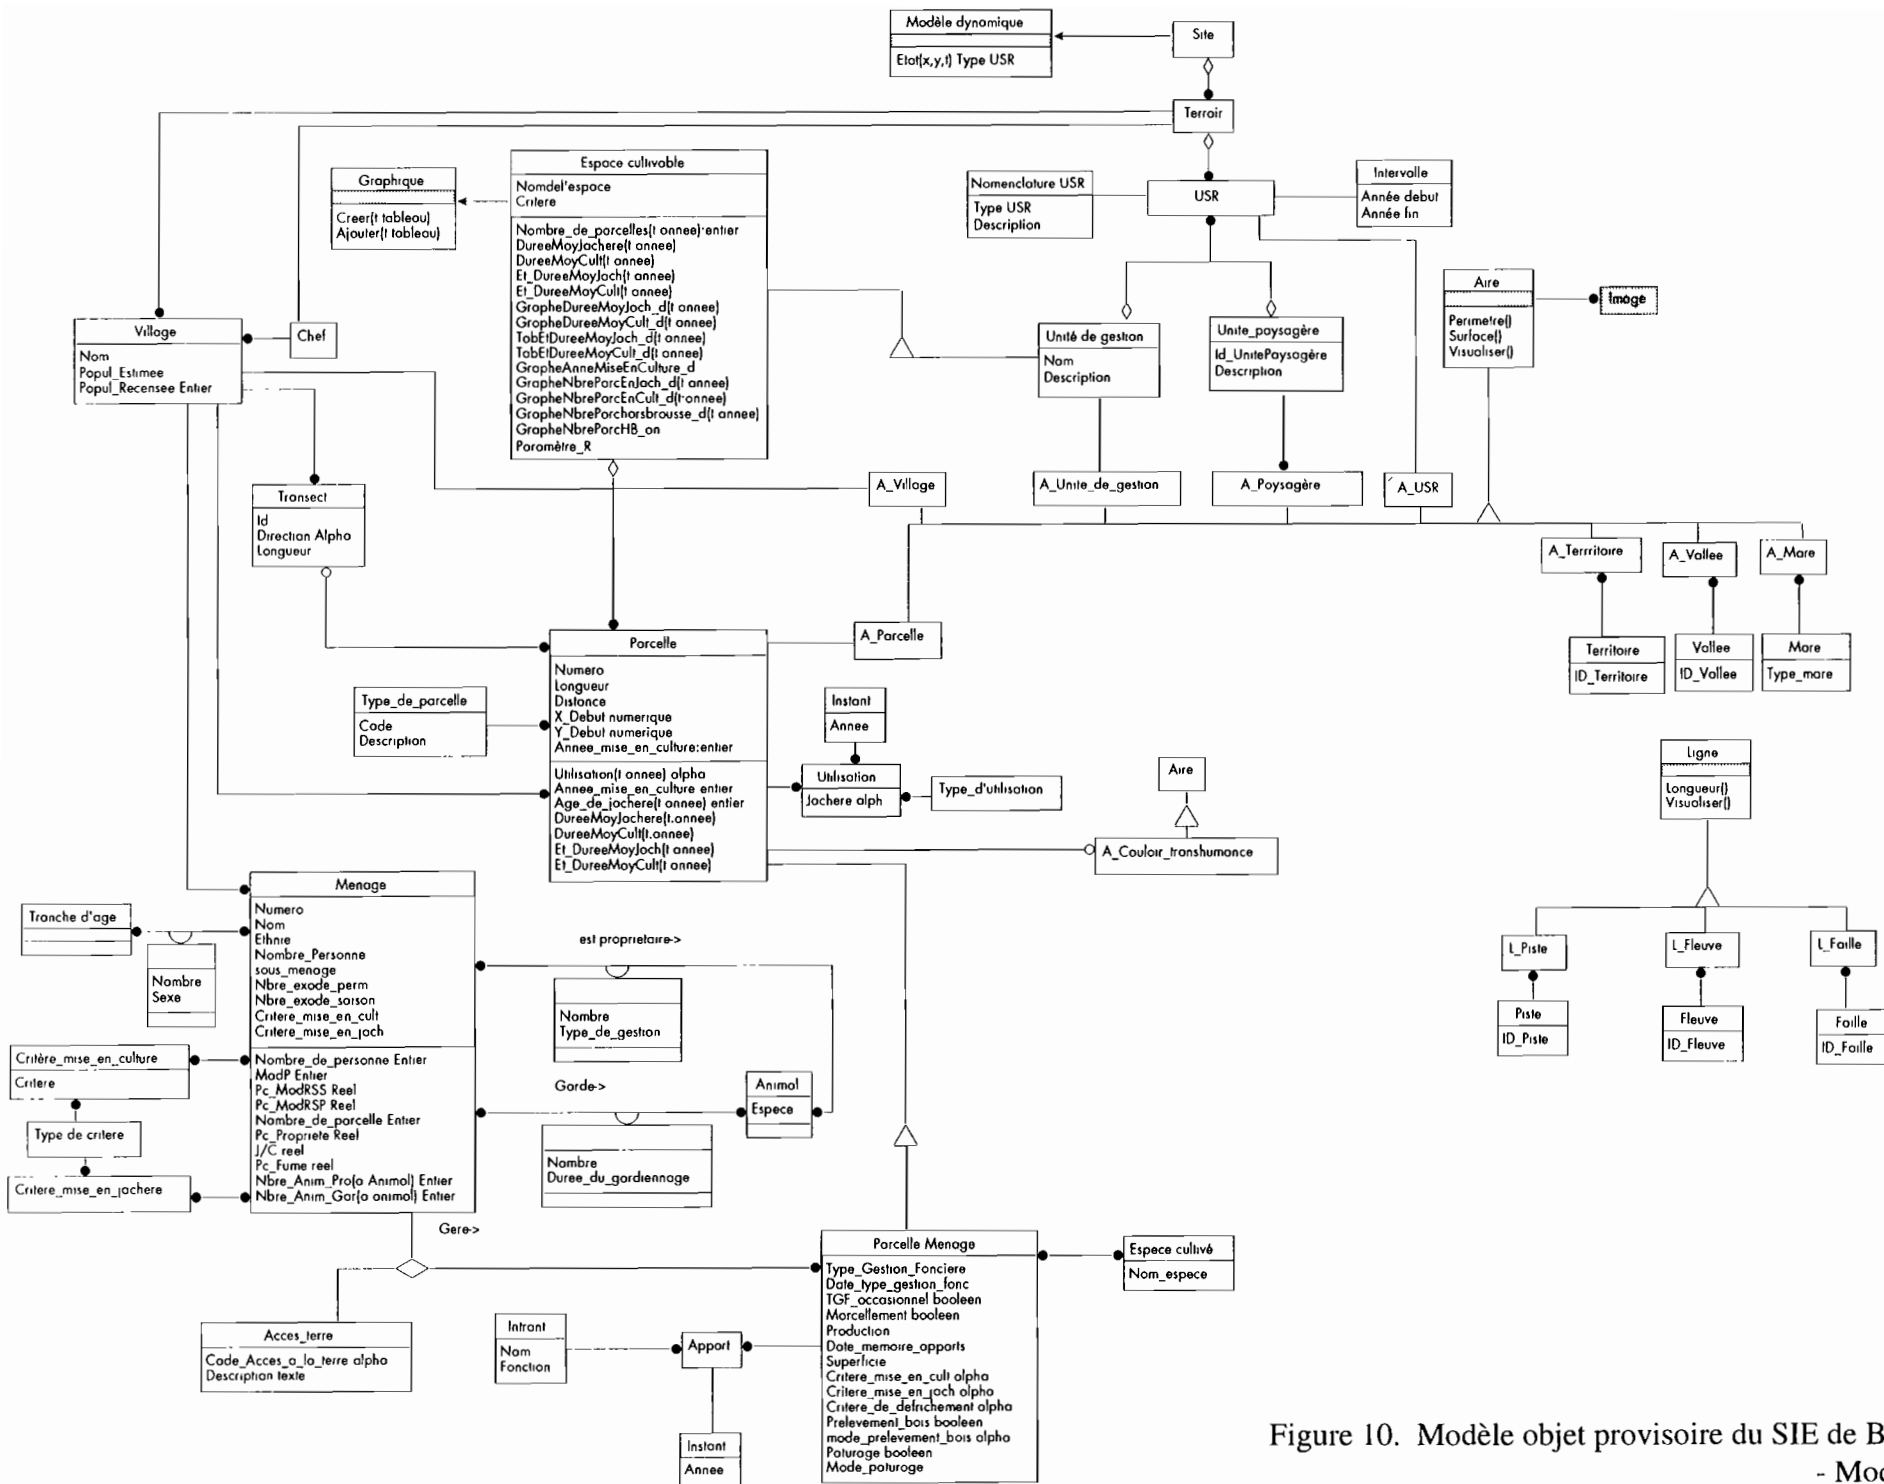 Modèle dynamique
Etat(x,y,t) Type USR
Site
Terroir
Graphique
Creer(t tableau)
Ajouter(t tableau)
Espace cultivable
Nomdel'espace
Critere
Nombre_de_parcelles(t annee):entier
DureeMoyJachere(t annee)
DureeMoyCult(t annee)
Et_DureeMoyJach(t annee)
Et_DureeMoyCult(t annee)
GrapheDureeMoyJach_d(t annee)
GrapheDureeMoyCult_d(t annee)
TabEtDureeMoyJach_d(t annee)
TabEtDureeMoyCult_d(t annee)
GrapheAnneMiseEnCulture_d
GrapheNbreParcEnJach_d(t annee)
GrapheNbreParcEnCult_d(t annee)
GrapheNbreParchorsbrousse_d(t annee)
GrapheNbreParcHB_an
Paramètre_R
Nomenclature USR
Type USR
Description
USR
Intervalle
Année debut
Année fin
Village
Nom
Popul_Estimee
Popul_Recensee Entier
Chef
Unité de gestion
Nom
Description
Unite_paysagère
Id_UnitePaysagère
Description
Aire
Perimetre()
Surface()
Visualiser()
Image
Transect
Id
Direction Alpha
Longueur
A_Village
A_Unite_de_gestion
A_Paysagère
A_USR
A_Terrritoire
A_Vallee
A_Mare
Territoire
ID_Territoire
Vallee
ID_Vallee
Mare
Type_mare
Parcelle
Numero
Longueur
Distance
X_Debut numerique
Y_Debut numerique
Annee_mise_en_culture:entier
Utilisation(t annee) alpha
Annee_mise_en_culture entier
Age_de_jachere(t annee) entier
DureeMoyJachere(t.annee)
DureeMoyCult(t.annee)
Et_DureeMoyJach(t annee)
Et_DureeMoyCult(t annee)
A_Parcelle
Type_de_parcelle
Code
Description
Instant
Annee
Utilisation
Jachere alph
Type_d'utilisation
Aire
A_Couloir_transhumance
Ligne
Longueur()
Visualiser()
L_Piste
L_Fleuve
L_Faille
Piste
ID_Piste
Fleuve
ID_Fleuve
Faille
ID_Faille
Menage
Numero
Nom
Ethnie
Nombre_Personne
sous_menage
Nbre_exode_perm
Nbre_exode_saison
Critere_mise_en_cult
Critere_mise_en_jach
Nombre_de_personne Entier
ModP Entier
Pc_ModRSS Reel
Pc_ModRSP Reel
Nombre_de_parcelle Entier
Pc_Propriete Reel
J/C reel
Pc_Fume reel
Nbre_Anim_Pro(a Animal) Entier
Nbre_Anim_Gar(a animal) Entier
Tranche d'age
Nombre
Sexe
Critère_mise_en_culture
Critere
Type de critere
Critere_mise_en_jachere
est proprietaire->
Nombre
Type_de_gestion
Garde->
Animal
Espece
Nombre
Duree_du_gardiennage
Gere->
Acces_terre
Code_Acces_a_la_terre alpha
Description texte
Parcelle Menage
Type_Gestion_Fonciere
Date_type_gestion_fonc
TGF_occasionnel booleen
Morcellement booleen
Production
Date_memoire_apports
Superficie
Critere_mise_en_cult alpha
Critere_mise_en_jach alpha
Critere_de_defrichement alpha
Prelevement_bois booleen
mode_prelevement_bois alpha
Paturage booleen
Mode_paturage
Espece cultivé
Nom_espece
Intrant
Nom
Fonction
Apport
Instant
Annee
Figure 10. Modèle objet provisoire du SIE de B
- Mod